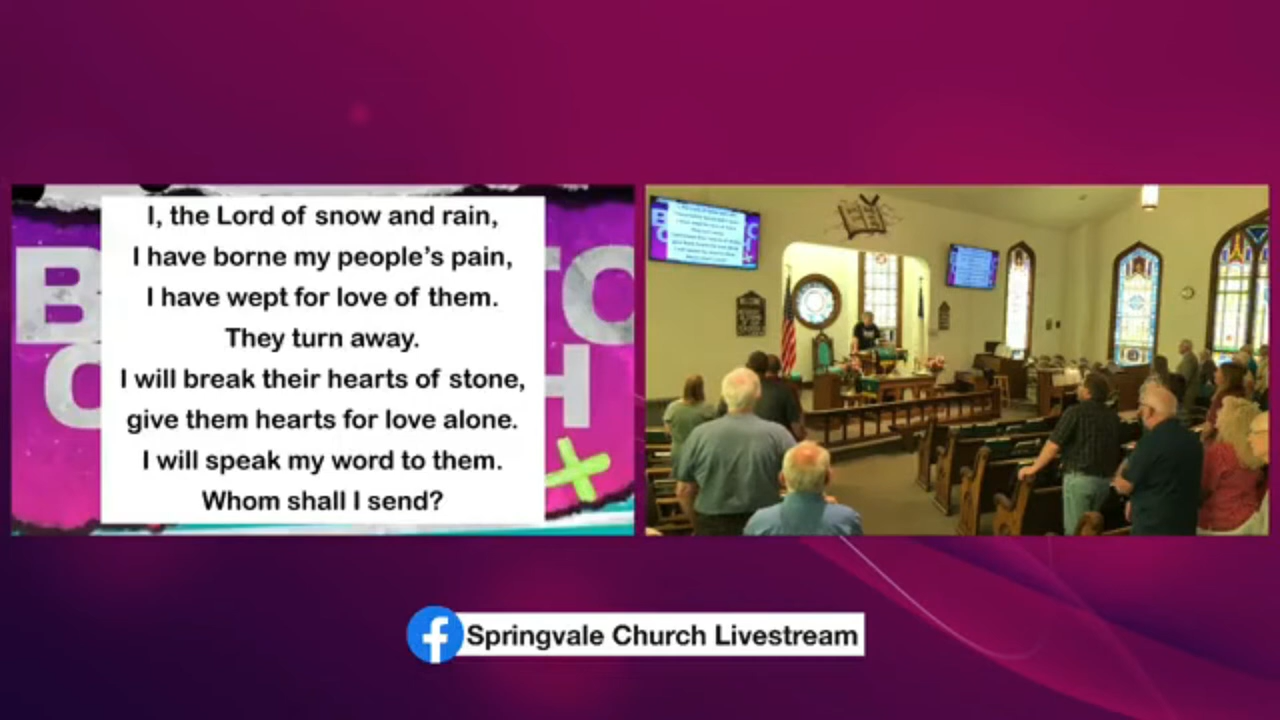 I, the Lord of snow and rain,
I have borne my people's pain,
I have wept for love of them.
They turn away.
I will break their hearts of stone,
give them hearts for love alone.
I will speak my word to them.
Whom shall I send?
Springvale Church Livestream